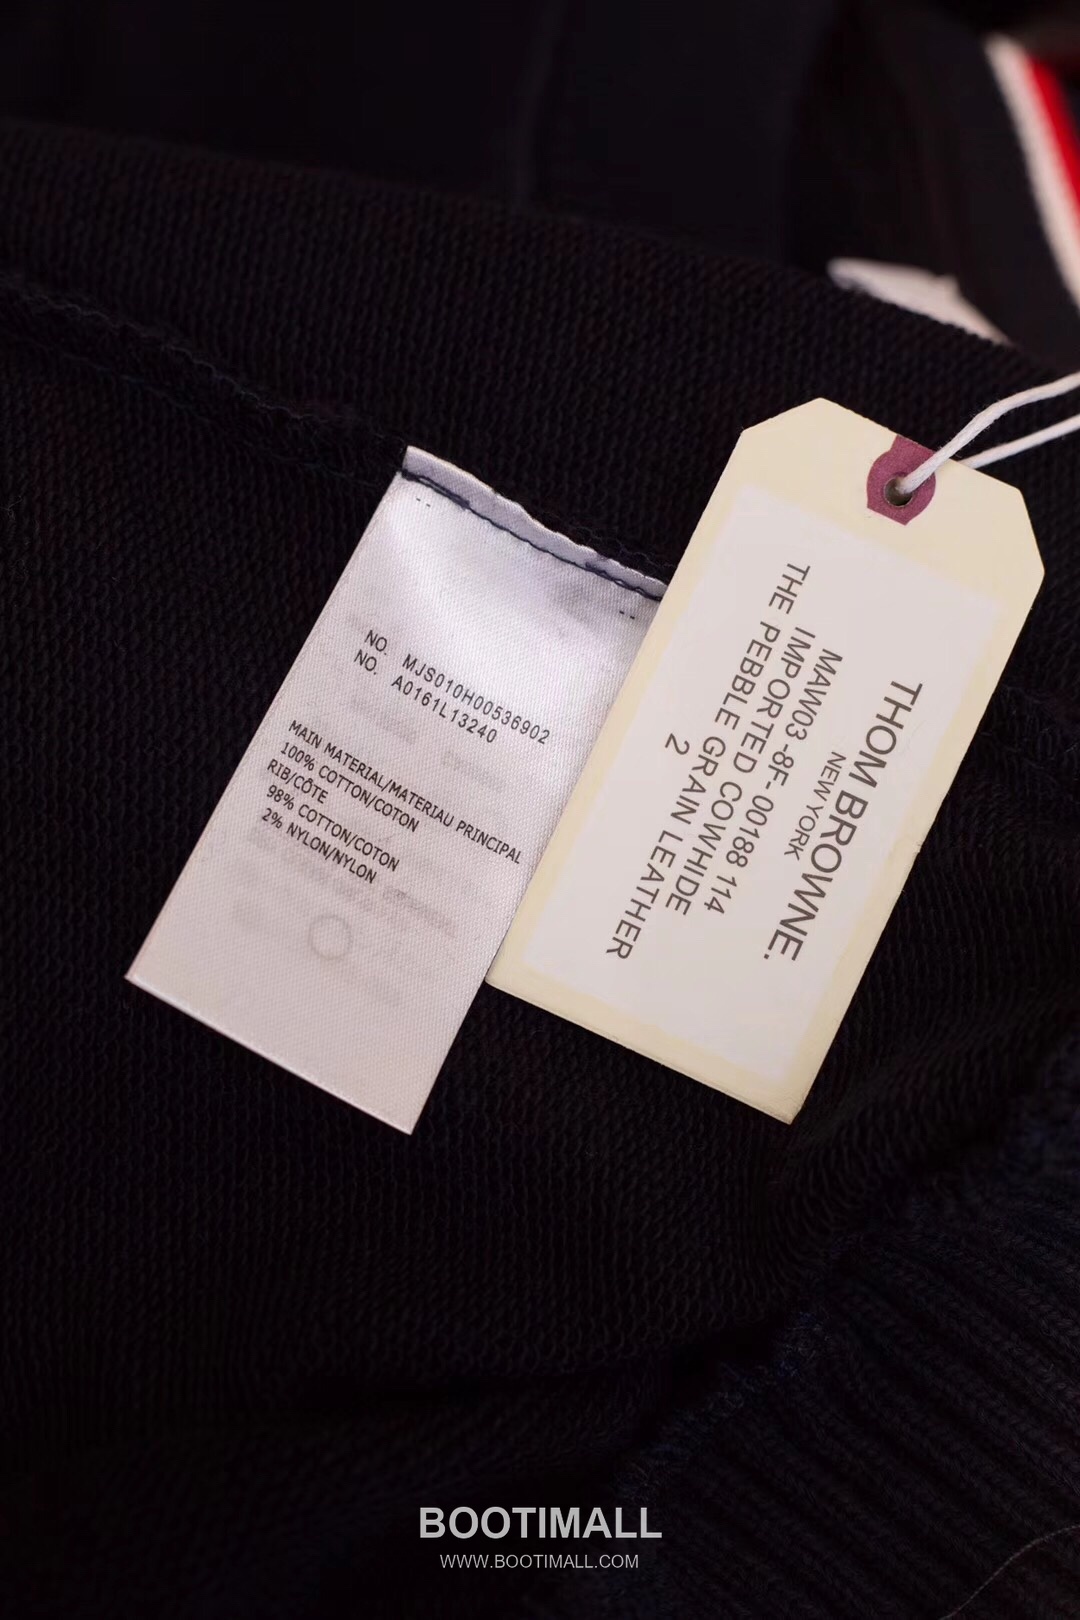 NO. MJS010H00536902
NO. A0161L13240
MAIN MATERIAL/MATERIAU PRINCIPAL
100% COTTON/COTON
RIB/CÔTE
98% COTTON/COTON
2% NYLON/NYLON
THOM BROWNE.
NEW YORK
MAW03 -8F- 00188 114
IMPORTED COWHIDE
THE PEBBLE GRAIN LEATHER
2
BOOTIMALL
WWW.BOOTIMALL.COM